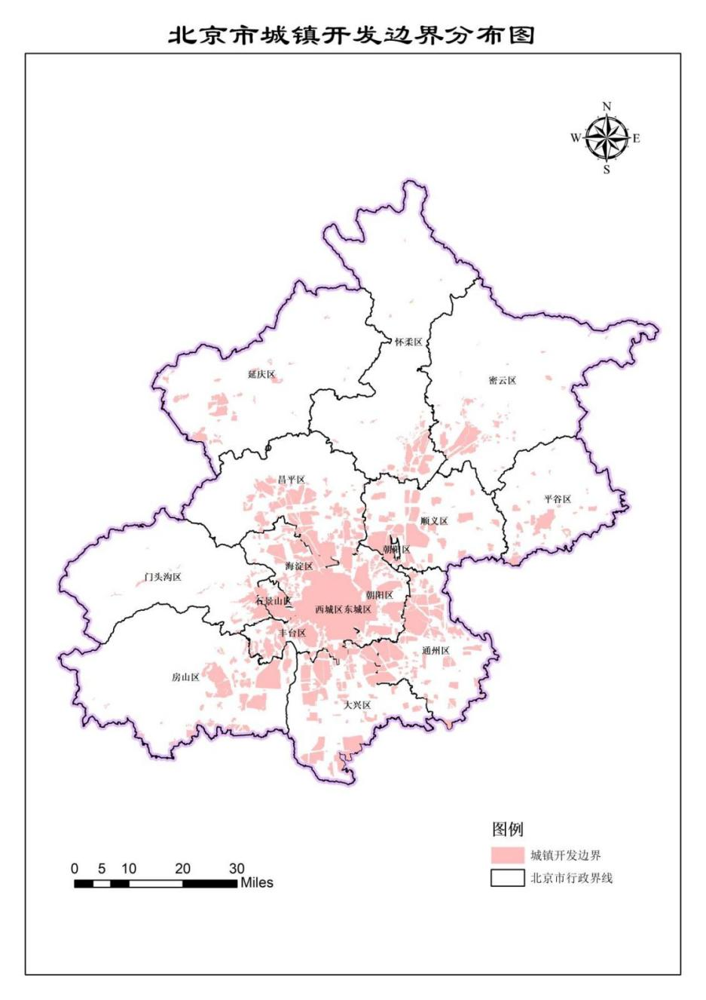 北京市城镇开发边界分布图
N
W E
S
怀柔区
延庆区
密云区
昌平区
平谷区
顺义区
朝阳区
海淀区
门头沟区
朝阳区
石景山区
西城区东城区
丰台区
通州区
房山区
大兴区
图例
城镇开发边界
北京市行政界线
0 5 10 20 30
Miles